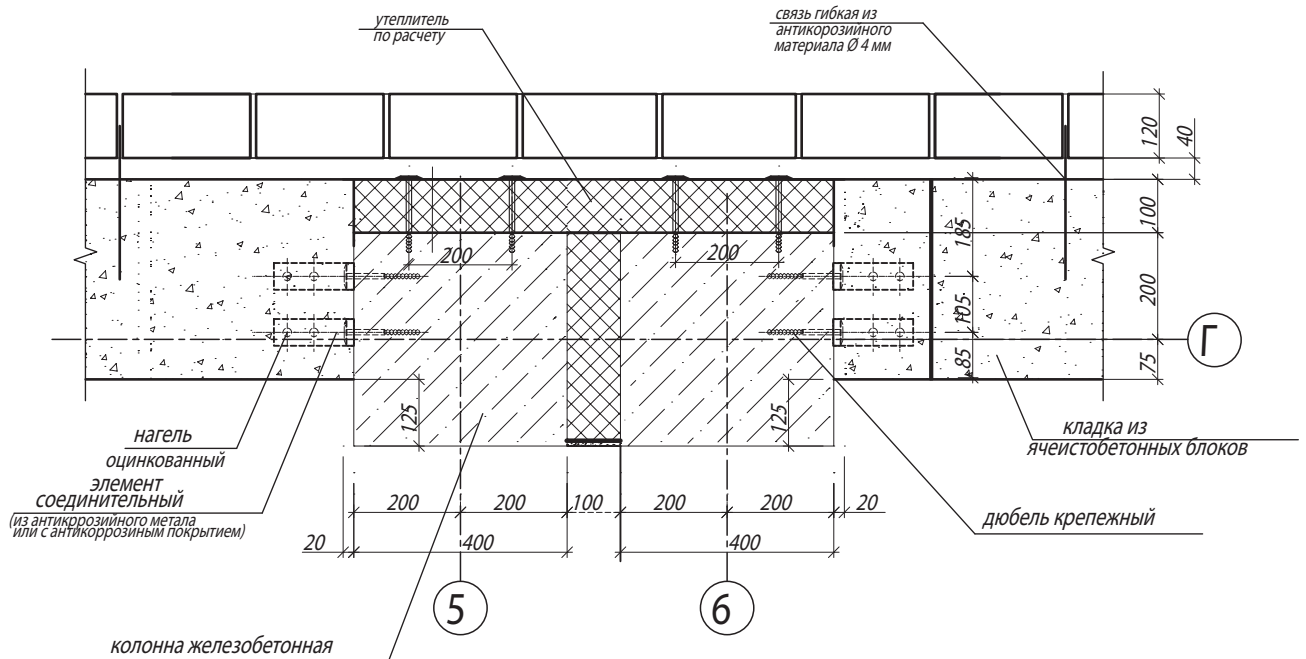 утеплитель
по расчету
связь гибкая из
антикорозийного
материала Ø 4 мм
120
40
100
185
200
200
200
105
Г
75
85
125
125
нагель
оцинкованный
кладка из
ячеистобетонных блоков
элемент
соединительный
(из антикррозийного метала
или с антикоррозиным покрытием)
200
200
100
200
200
20
дюбель крепежный
20
400
400
5
6
колонна железобетонная